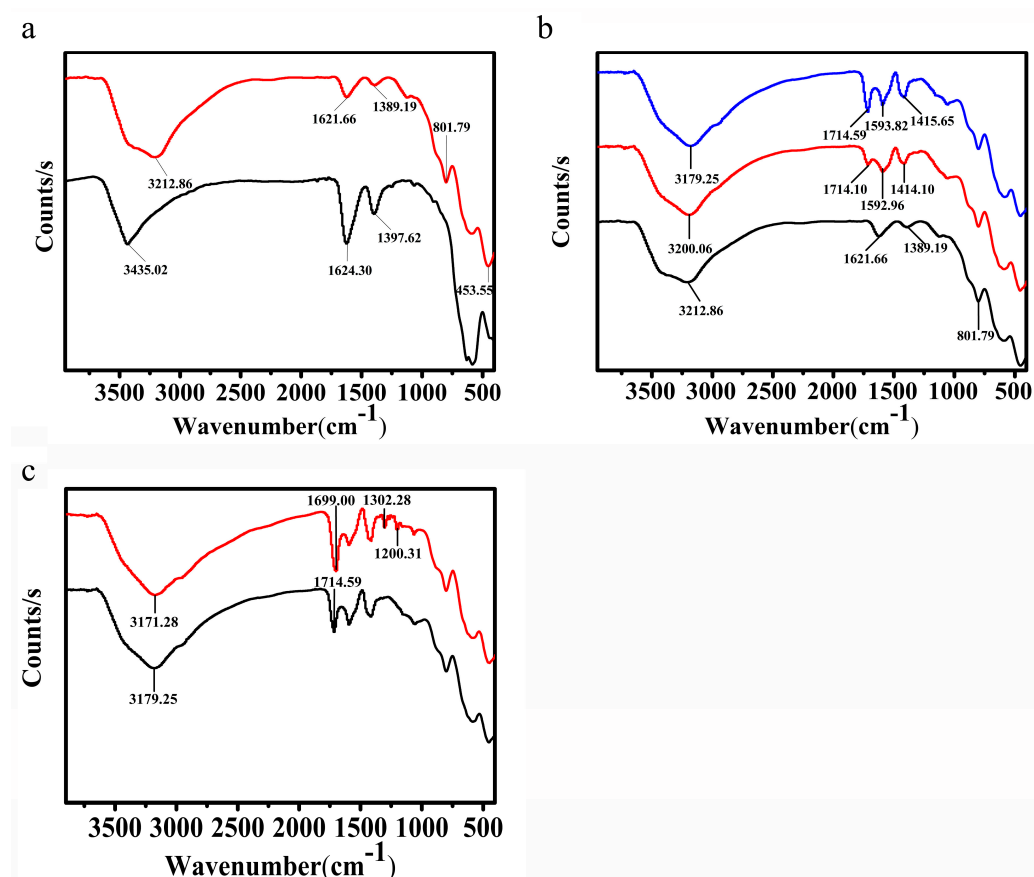 a
1621.66
1389.19
801.79
3212.86
3435.02
1624.30
1397.62
453.55
Counts/s
3500 3000 2500 2000 1500 1000 500
Wavenumber(cm-1)
b
1714.59
1593.82
1415.65
3179.25
1714.10
1592.96
1414.10
3200.06
1621.66
1389.19
3212.86
801.79
Counts/s
3500 3000 2500 2000 1500 1000 500
Wavenumber(cm-1)
c
1699.00
1302.28
1200.31
1714.59
3171.28
3179.25
Counts/s
3500 3000 2500 2000 1500 1000 500
Wavenumber(cm-1)